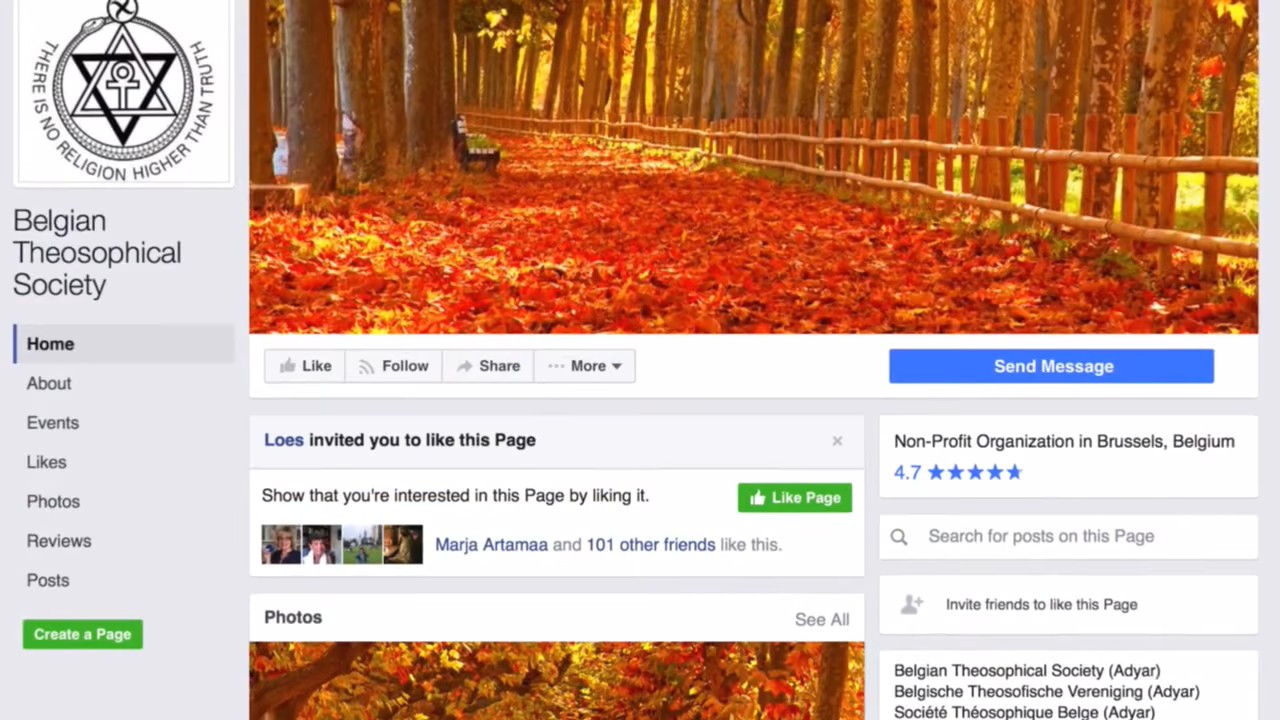 THERE IS NO RELIGION HIGHER THAN TRUTH
Belgian
Theosophical
Society
Home
About
Events
Likes
Photos
Reviews
Posts
Create a Page
Like
Follow
Share
More
Send Message
Loes invited you to like this Page
Show that you're interested in this Page by liking it.
Like Page
Marja Artamaa and 101 other friends like this.
Photos
See All
Non-Profit Organization in Brussels, Belgium
4.7
Search for posts on this Page
Invite friends to like this Page
Belgian Theosophical Society (Adyar)
Belgische Theosofische Vereniging (Adyar)
Société Théosophique Belge (Adyar)